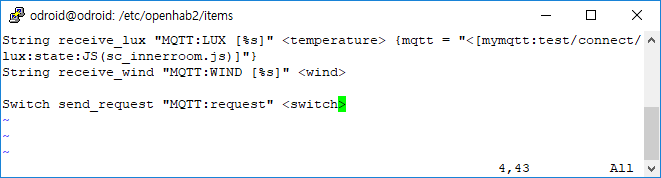 odroid@odroid: /etc/openhab2/items
String receive_lux "MQTT:LUX [%s]" <temperature> {mqtt = "<[mymqtt:test/connect/
lux:state:JS(sc_innerroom.js)]"}
String receive_wind "MQTT:WIND [%s]" <wind>
Switch send_request "MQTT:request" <switch>
~
~
~
4,43 All